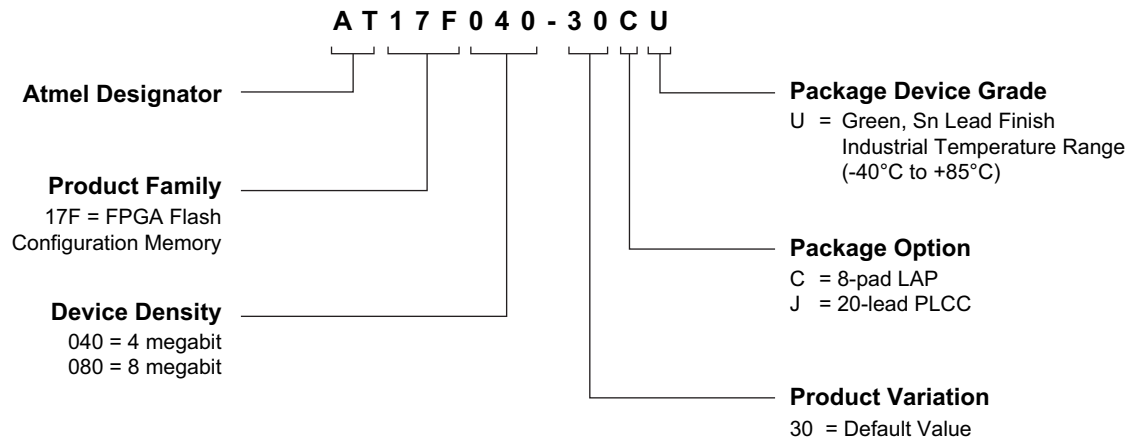 A T 1 7 F 0 4 0 - 3 0 C U
Atmel Designator
Product Family
17F = FPGA Flash
Configuration Memory
Device Density
040 = 4 megabit
080 = 8 megabit
Package Device Grade
U = Green, Sn Lead Finish
Industrial Temperature Range
(-40°C to +85°C)
Package Option
C = 8-pad LAP
J = 20-lead PLCC
Product Variation
30 = Default Value